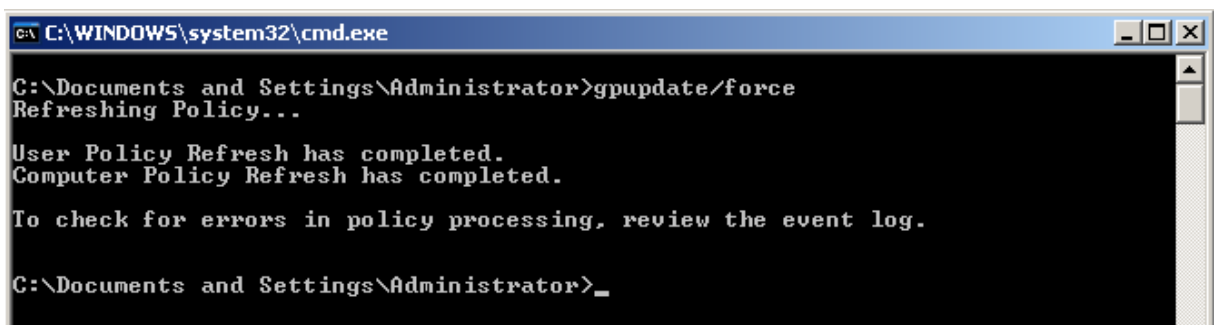 C:\WINDOWS\system32\cmd.exe
C:\Documents and Settings\Administrator>gpupdate/force
Refreshing Policy...
User Policy Refresh has completed.
Computer Policy Refresh has completed.
To check for errors in policy processing, review the event log.
C:\Documents and Settings\Administrator>_